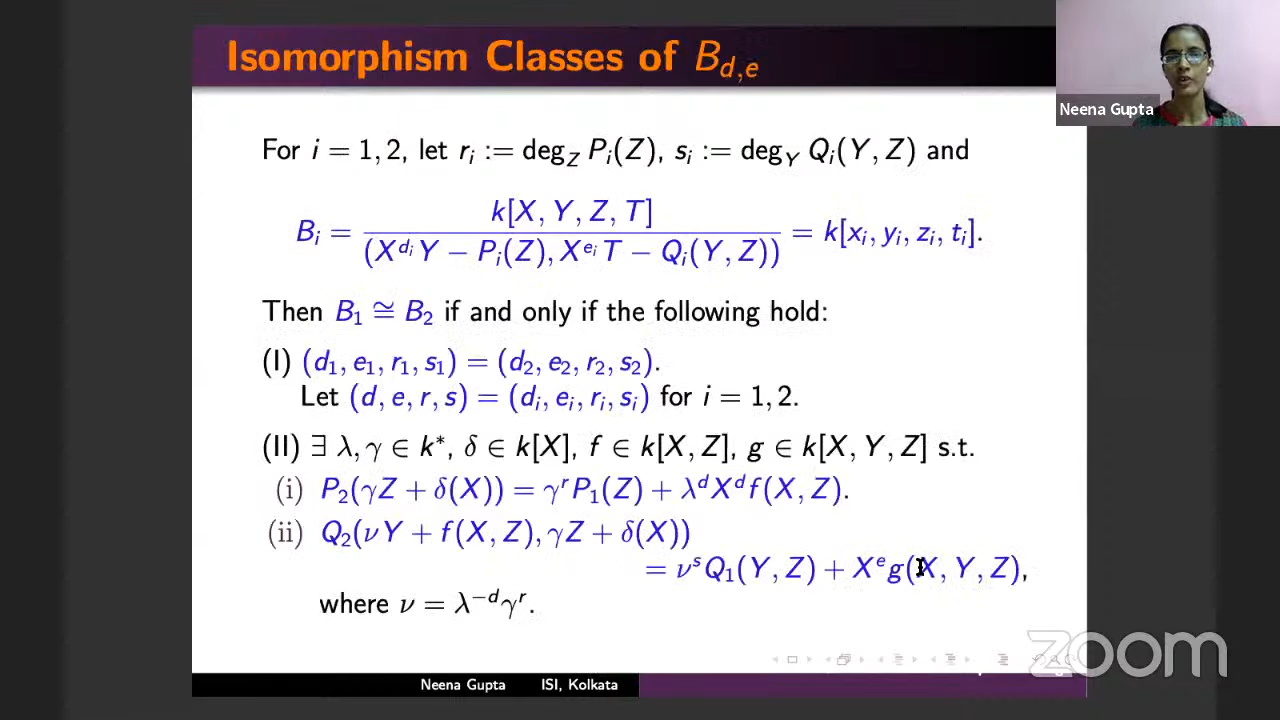 Isomorphism Classes of B_{d,e}
Neena Gupta
For i = 1, 2, let r_i := deg_Z P_i(Z), s_i := deg_Y Q_i(Y, Z) and
B_i = k[X, Y, Z, T] / (X^{d_i} Y − P_i(Z), X^{e_i} T − Q_i(Y, Z)) = k[x_i, y_i, z_i, t_i].
Then B_1 ≅ B_2 if and only if the following hold:
(I) (d_1, e_1, r_1, s_1) = (d_2, e_2, r_2, s_2).
Let (d, e, r, s) = (d_i, e_i, r_i, s_i) for i = 1, 2.
(II) ∃ λ, γ ∈ k*, δ ∈ k[X], f ∈ k[X, Z], g ∈ k[X, Y, Z] s.t.
(i) P_2(γZ + δ(X)) = γ^r P_1(Z) + λ^d X^d f(X, Z).
(ii) Q_2(νY + f(X, Z), γZ + δ(X))
= ν^s Q_1(Y, Z) + X^e g(X, Y, Z),
where ν = λ^{−d} γ^r.
zoom
Neena Gupta ISI, Kolkata